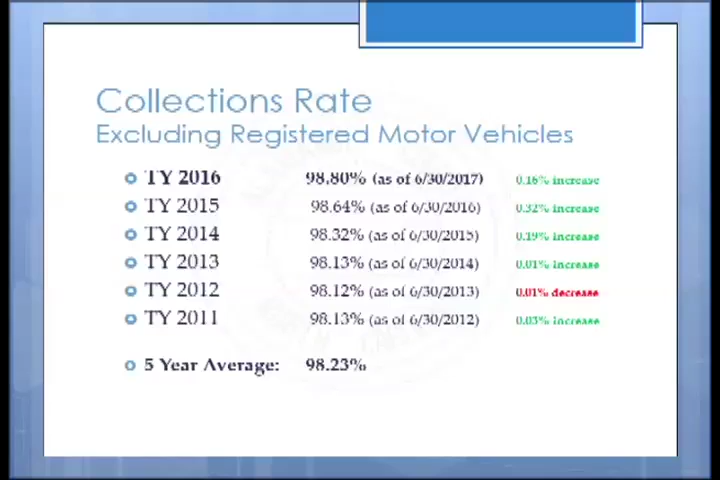 Collections Rate
Excluding Registered Motor Vehicles
TY 2016 98.80% (as of 6/30/2017) 0.16% increase
TY 2015 98.64% (as of 6/30/2016) 0.32% increase
TY 2014 98.32% (as of 6/30/2015) 0.19% increase
TY 2013 98.13% (as of 6/30/2014) 0.01% increase
TY 2012 98.12% (as of 6/30/2013) 0.01% decrease
TY 2011 98.13% (as of 6/30/2012) 0.03% increase
5 Year Average: 98.23%